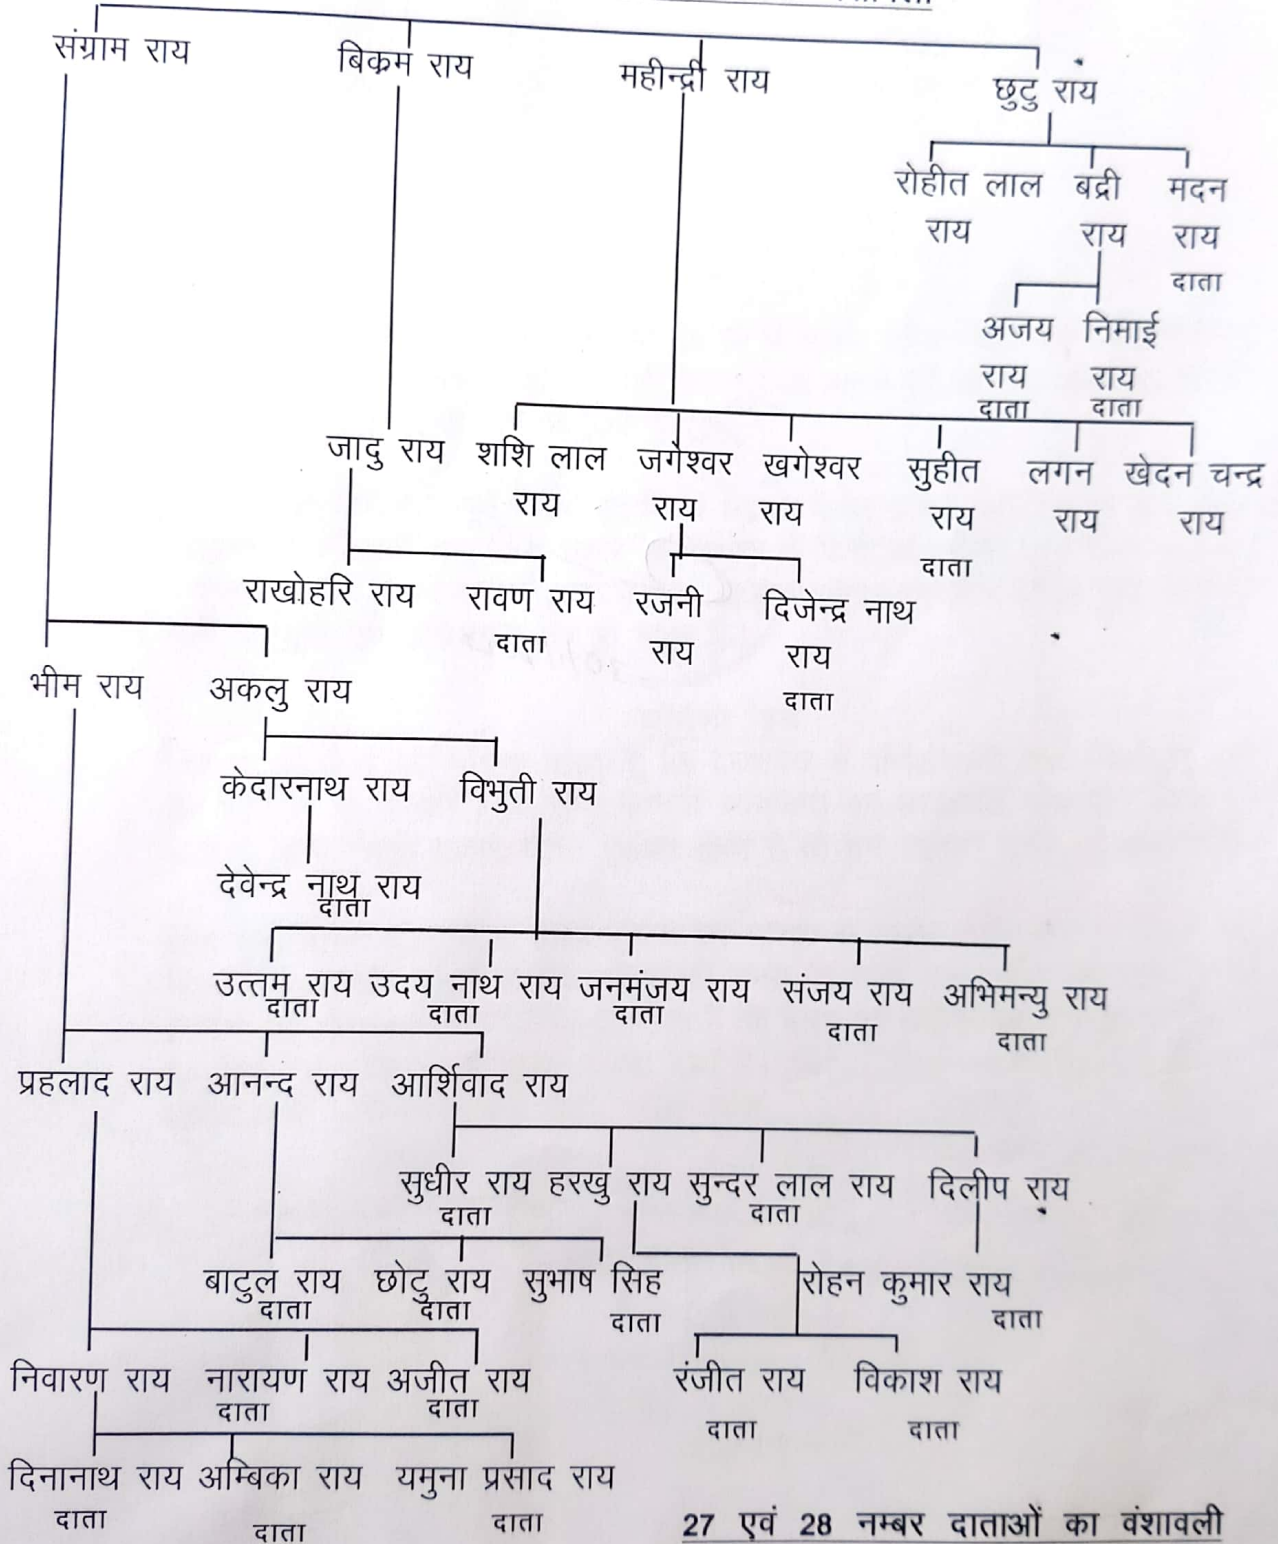 संग्राम राय बिक्रम राय महीन्द्री राय छुटु राय
रोहीत लाल बद्री मदन
राय राय राय
दाता
अजय निमाई
राय राय
दाता दाता
जादु राय शशि लाल जगेश्वर खगेश्वर सुहीत लगन खेदन चन्द्र
राय राय राय राय राय राय
दाता
राखोहरि राय रावण राय रजनी दिजेन्द्र नाथ
दाता राय राय
दाता
भीम राय अकलु राय
केदारनाथ राय विभुती राय
देवेन्द्र नाथ राय
दाता
उत्तम राय उदय नाथ राय जनमंजय राय संजय राय अभिमन्यु राय
दाता दाता दाता दाता दाता
प्रहलाद राय आनन्द राय आर्शिवाद राय
सुधीर राय हरखु राय सुन्दर लाल राय दिलीप राय
दाता दाता
बाटुल राय छोटु राय सुभाष सिह रोहन कुमार राय
दाता दाता दाता दाता
निवारण राय नारायण राय अजीत राय रंजीत राय विकाश राय
दाता दाता दाता दाता
दिनानाथ राय अम्बिका राय यमुना प्रसाद राय
दाता दाता दाता
27 एवं 28 नम्बर दाताओं का वंशावली